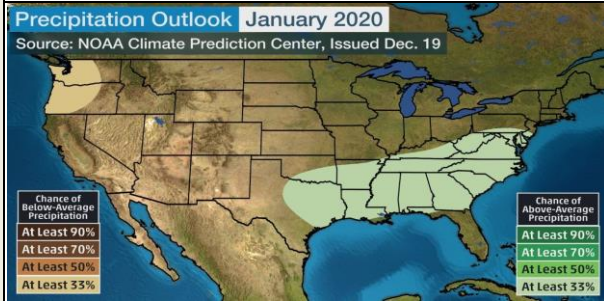 Precipitation Outlook January 2020
Source: NOAA Climate Prediction Center, Issued Dec. 19
Chance of
Below-Average
Precipitation
At Least 90%
At Least 70%
At Least 50%
At Least 33%
Chance of
Above-Average
Precipitation
At Least 90%
At Least 70%
At Least 50%
At Least 33%